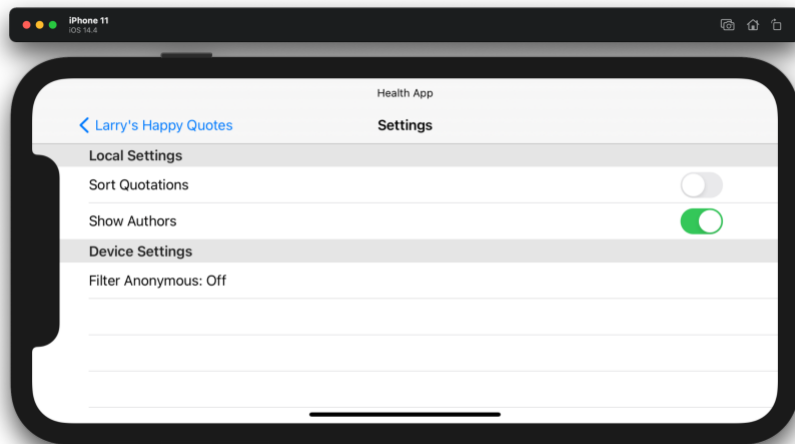 iPhone 11
iOS 14.4
Health App
Larry's Happy Quotes
Settings
Local Settings
Sort Quotations
Show Authors
Device Settings
Filter Anonymous: Off